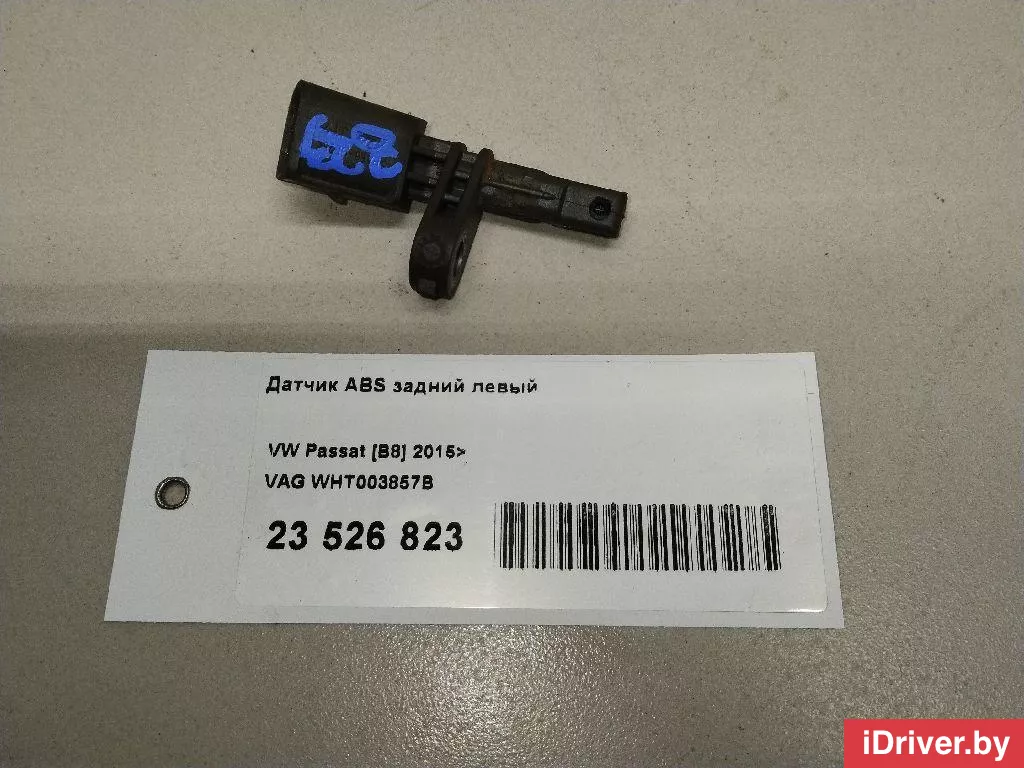 Датчик ABS задний левый
VW Passat [B8] 2015>
VAG WHT003857B
23 526 823
iDriver.by